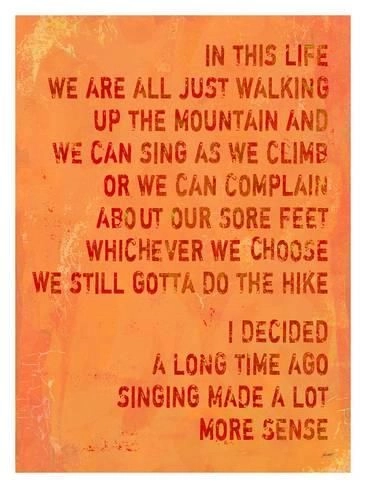 IN THIS LIFE
WE ARE ALL JUST WALKING
UP THE MOUNTAIN AND
WE CAN SING AS WE CLIMB
OR WE CAN COMPLAIN
ABOUT OUR SORE FEET
WHICHEVER WE CHOOSE
WE STILL GOTTA DO THE HIKE
I DECIDED
A LONG TIME AGO
SINGING MADE A LOT
MORE SENSE